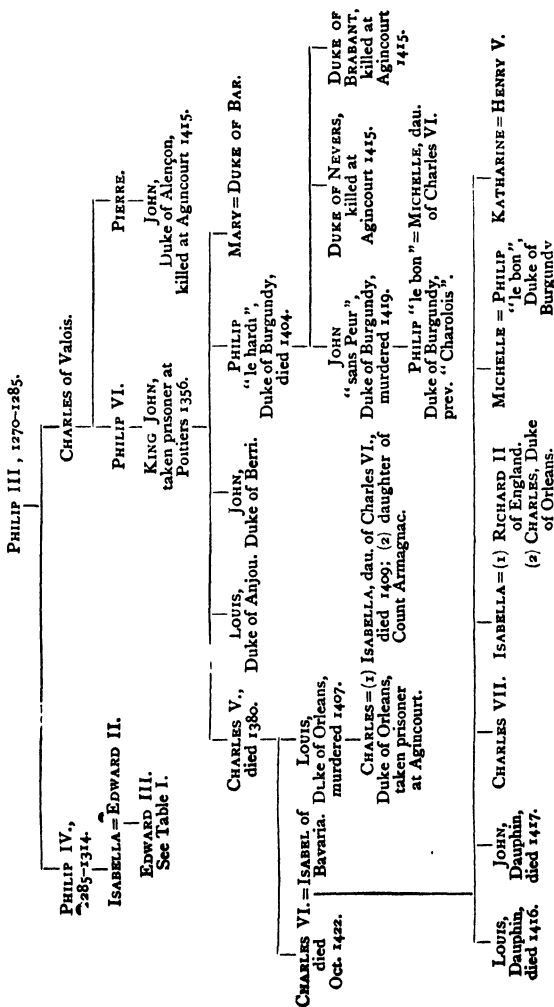 PHILIP III, 1270–1285.
PHILIP IV.,
1285–1314.
CHARLES of VALOIS.
ISABELLA = EDWARD II.
PHILIP VI.
PIERRE.
EDWARD III.
See Table I.
KING JOHN,
taken prisoner at
Poitiers 1356.
JOHN,
Duke of Alençon,
killed at Agincourt 1415.
CHARLES V.,
died 1380.
LOUIS,
Duke of Anjou.
JOHN,
Duke of Berri.
PHILIP
"le hardi",
Duke of Burgundy,
died 1404.
MARY = DUKE OF BAR.
CHARLES VI. = ISABEL of
died
Oct. 1422.
Bavaria.
LOUIS,
Duke of Orleans,
murdered 1407.
JOHN
"sans Peur",
Duke of Burgundy,
murdered 1419.
DUKE OF NEVERS,
killed at
Agincourt 1415.
DUKE OF
BRABANT,
killed at
Agincourt
1415.
CHARLES = (1) ISABELLA, dau. of Charles VI.,
Duke of Orleans,
taken prisoner
at Agincourt.
died 1409; (2) daughter of
Count Armagnac.
PHILIP "le bon" = MICHELLE, dau.
Duke of Burgundy,
of Charles VI.
prev. "Charolois".
LOUIS,
Dauphin,
died 1416.
JOHN,
Dauphin,
died 1417.
CHARLES VII.
ISABELLA = (1) RICHARD II
of England.
(2) CHARLES, Duke
of Orleans.
MICHELLE = PHILIP
"le bon",
Duke of
Burgundy
KATHARINE = HENRY V.